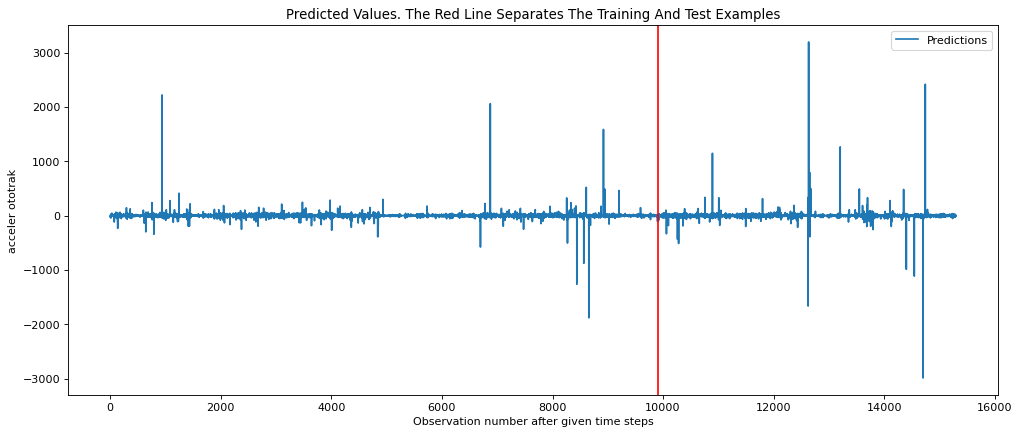 Predicted Values. The Red Line Separates The Training And Test Examples
Predictions
3000
2000
1000
0
−1000
−2000
−3000
acceler ototrak
0 2000 4000 6000 8000 10000 12000 14000 16000
Observation number after given time steps